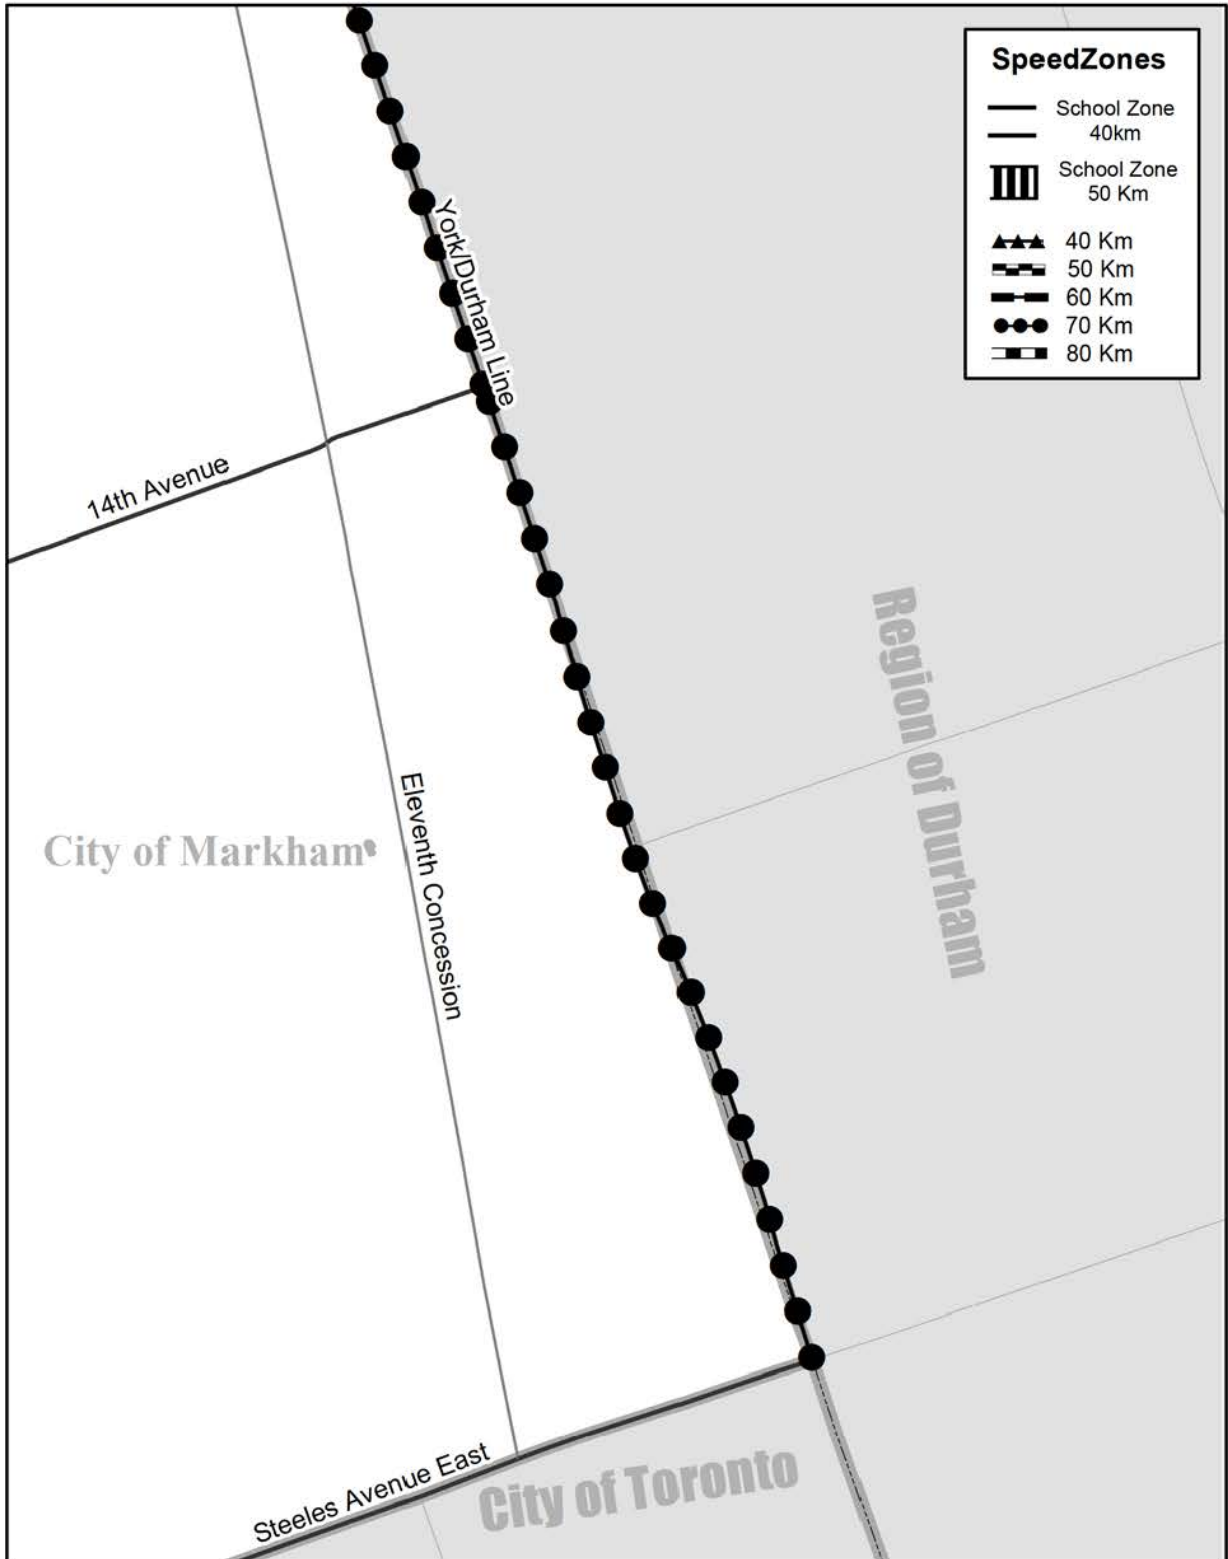 SpeedZones
School Zone
40km
School Zone
50 Km
40 Km
50 Km
60 Km
70 Km
80 Km
York/Durham Line
14th Avenue
Region of Durham
Eleventh Concession
City of Markham
Steeles Avenue East
City of Toronto